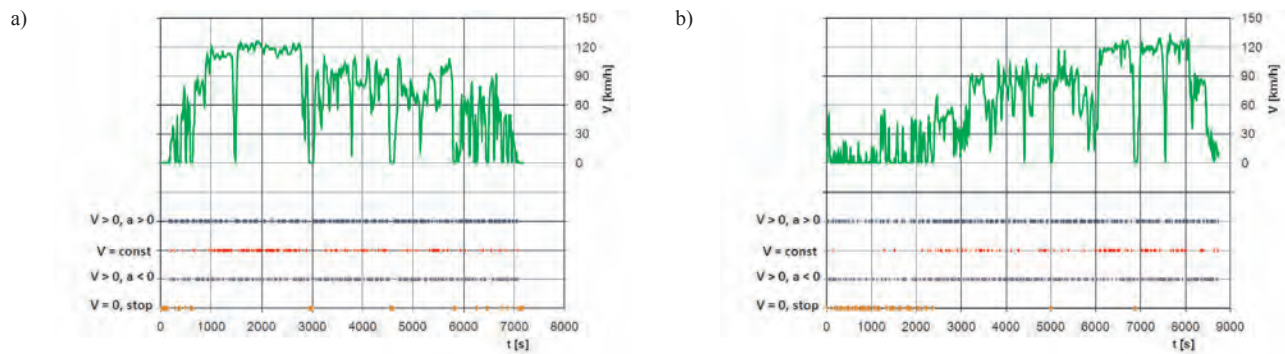 a)
150
120
90
60
30
0
V [km/h]
V > 0, a > 0
V = const
V > 0, a < 0
V = 0, stop
0 1000 2000 3000 4000 5000 6000 7000 8000
t [s]
b)
150
120
90
60
30
0
V [km/h]
V > 0, a > 0
V = const
V > 0, a < 0
V = 0, stop
0 1000 2000 3000 4000 5000 6000 7000 8000 9000
t [s]